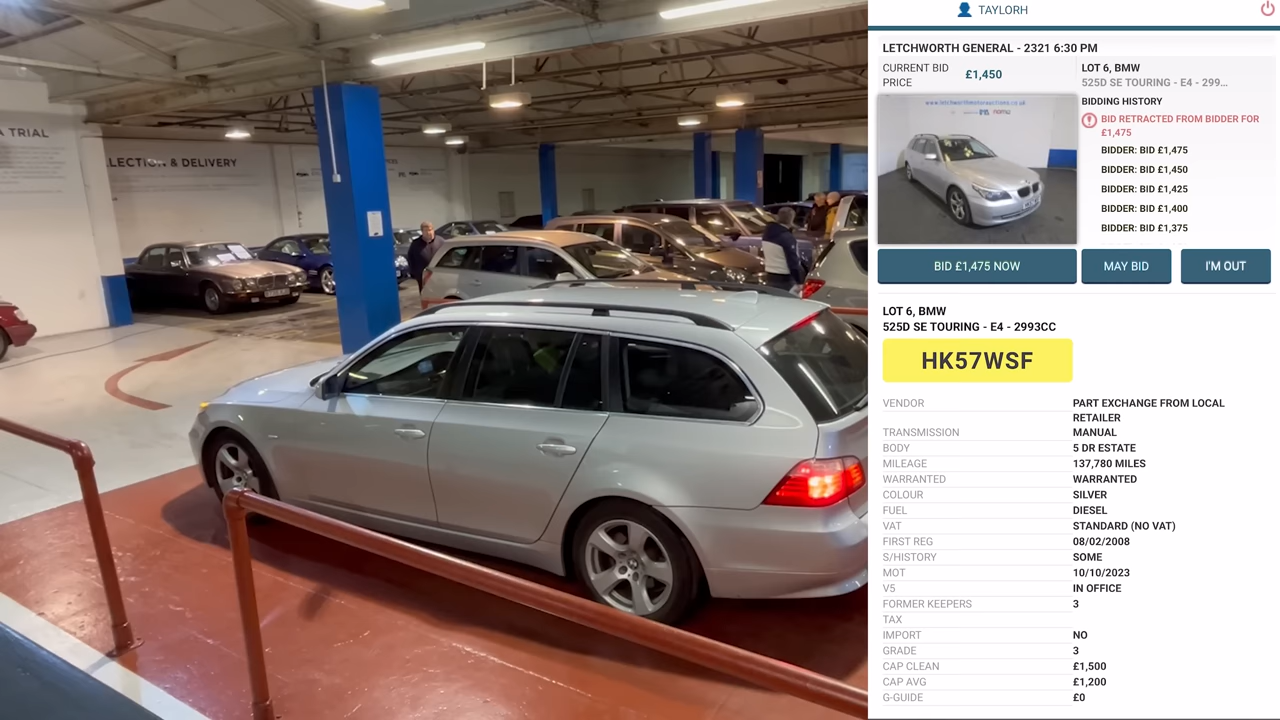 A TRIAL
LLECTION & DELIVERY
TAYLORH
LETCHWORTH GENERAL - 2321 6:30 PM
CURRENT BID PRICE £1,450
LOT 6, BMW
525D SE TOURING - E4 - 299...
BIDDING HISTORY
BID RETRACTED FROM BIDDER FOR
£1,475
BIDDER: BID £1,475
BIDDER: BID £1,450
BIDDER: BID £1,425
BIDDER: BID £1,400
BIDDER: BID £1,375
www.letchworthmotorauctions.co.uk
BID £1,475 NOW
MAY BID
I'M OUT
LOT 6, BMW
525D SE TOURING - E4 - 2993CC
HK57WSF
VENDOR PART EXCHANGE FROM LOCAL
RETAILER
TRANSMISSION MANUAL
BODY 5 DR ESTATE
MILEAGE 137,780 MILES
WARRANTED WARRANTED
COLOUR SILVER
FUEL DIESEL
VAT STANDARD (NO VAT)
FIRST REG 08/02/2008
S/HISTORY SOME
MOT 10/10/2023
V5 IN OFFICE
FORMER KEEPERS 3
TAX
IMPORT NO
GRADE 3
CAP CLEAN £1,500
CAP AVG £1,200
G-GUIDE £0